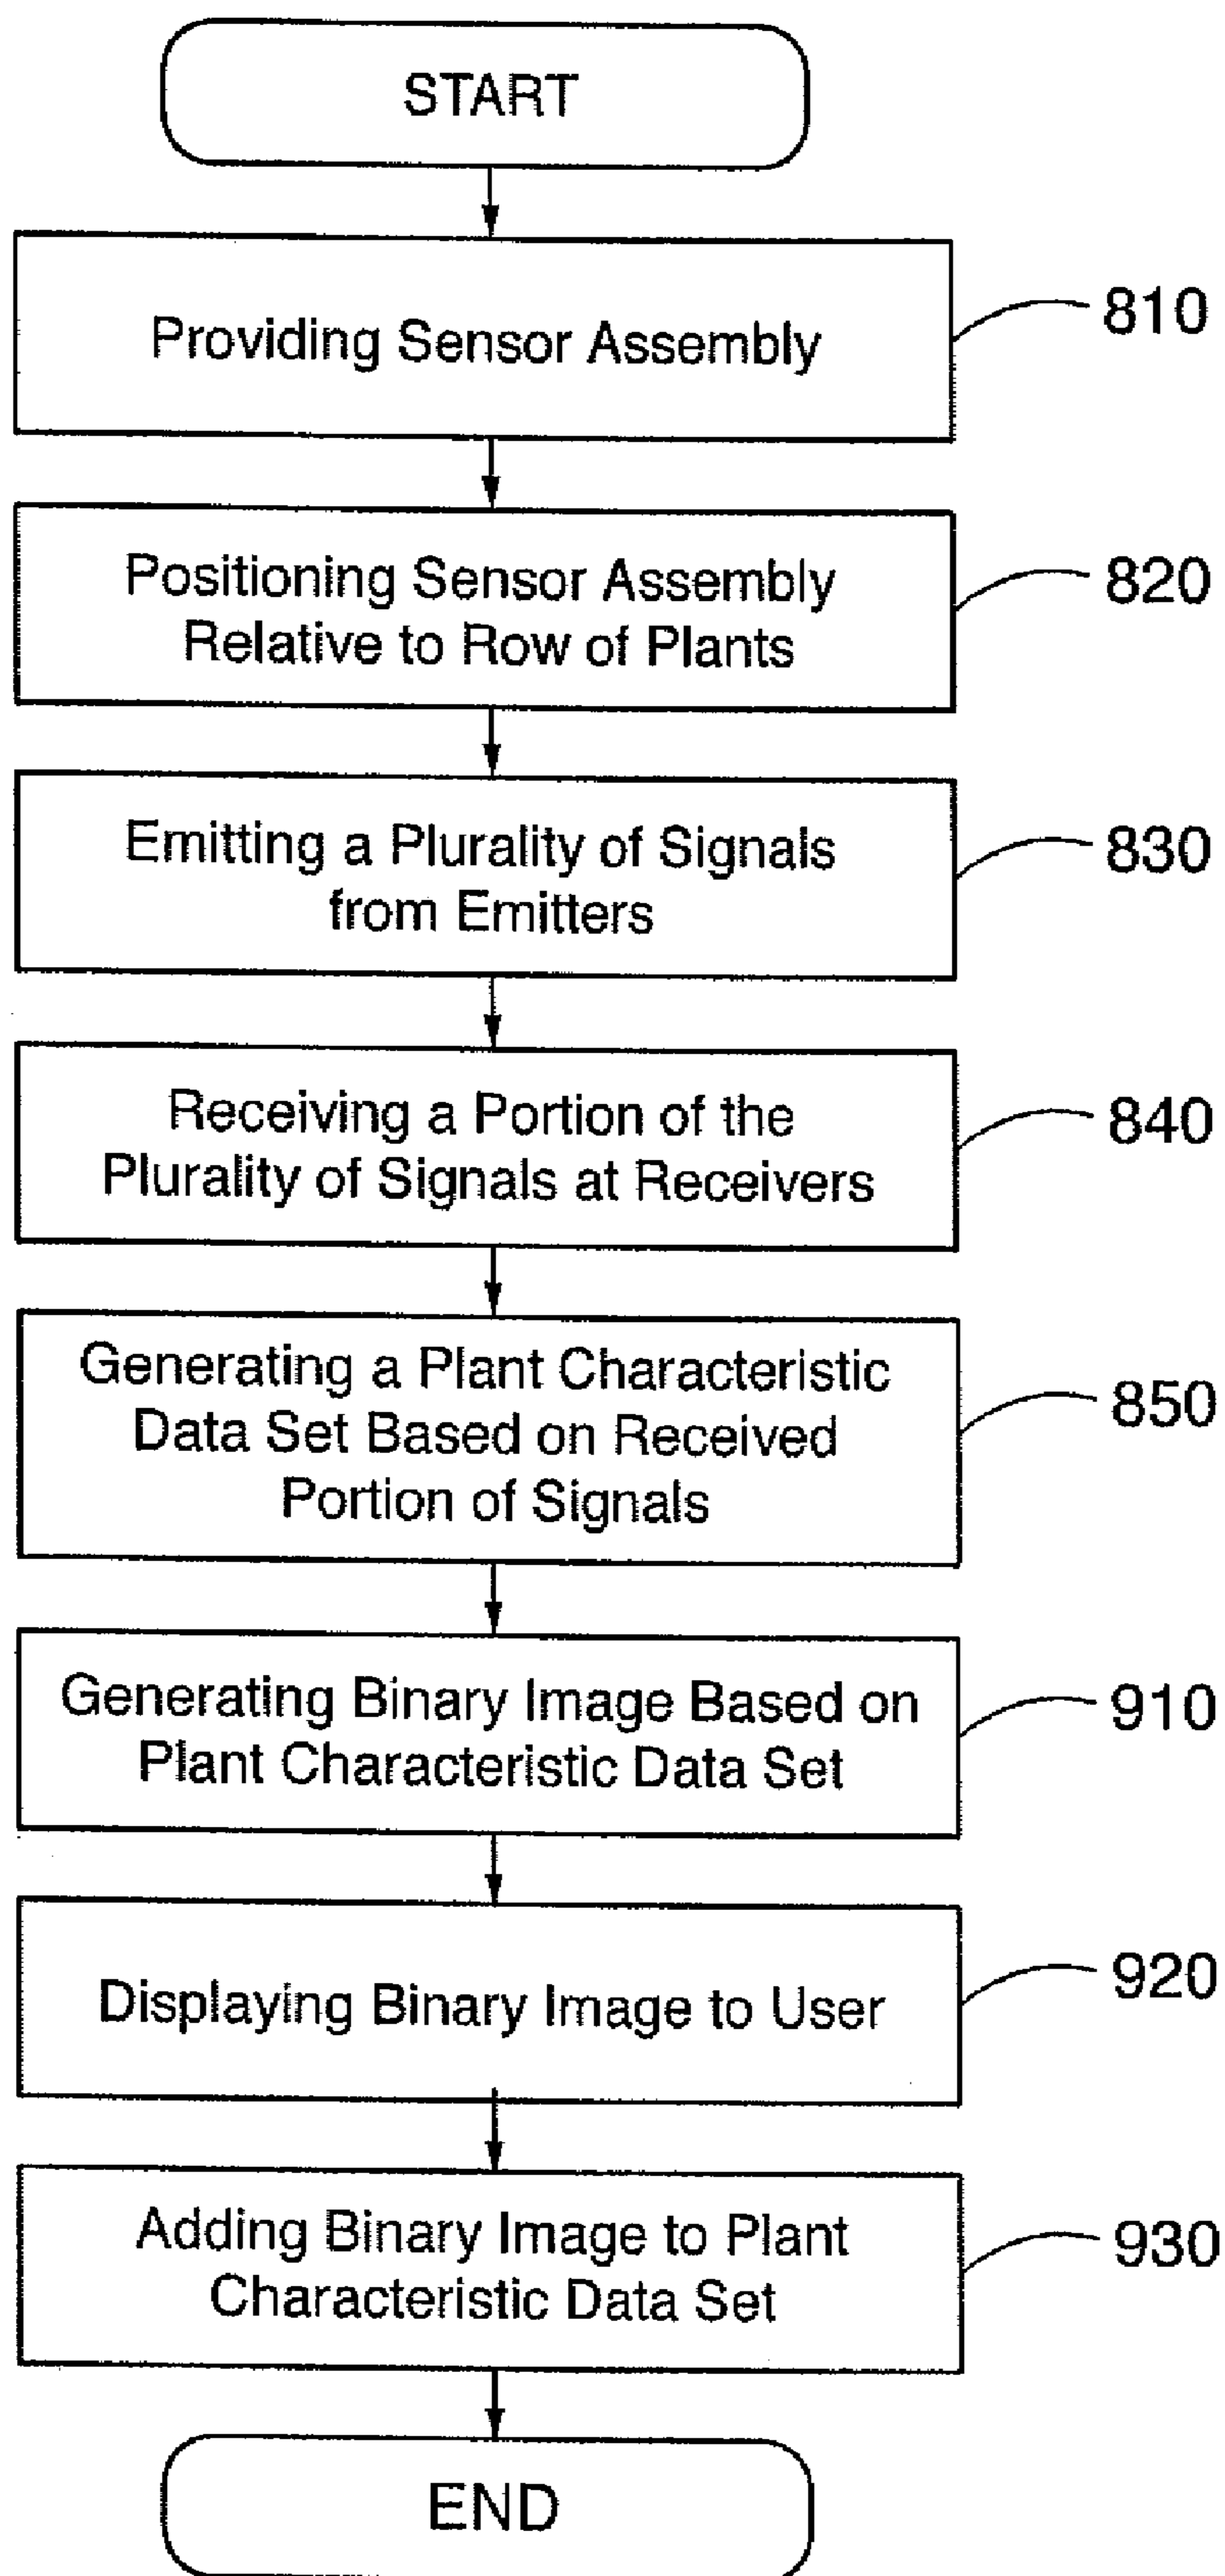 START
Providing Sensor Assembly
810
Positioning Sensor Assembly
Relative to Row of Plants
820
Emitting a Plurality of Signals
from Emitters
830
Receiving a Portion of the
Plurality of Signals at Receivers
840
Generating a Plant Characteristic
Data Set Based on Received
Portion of Signals
850
Generating Binary Image Based on
Plant Characteristic Data Set
910
Displaying Binary Image to User
920
Adding Binary Image to Plant
Characteristic Data Set
930
END